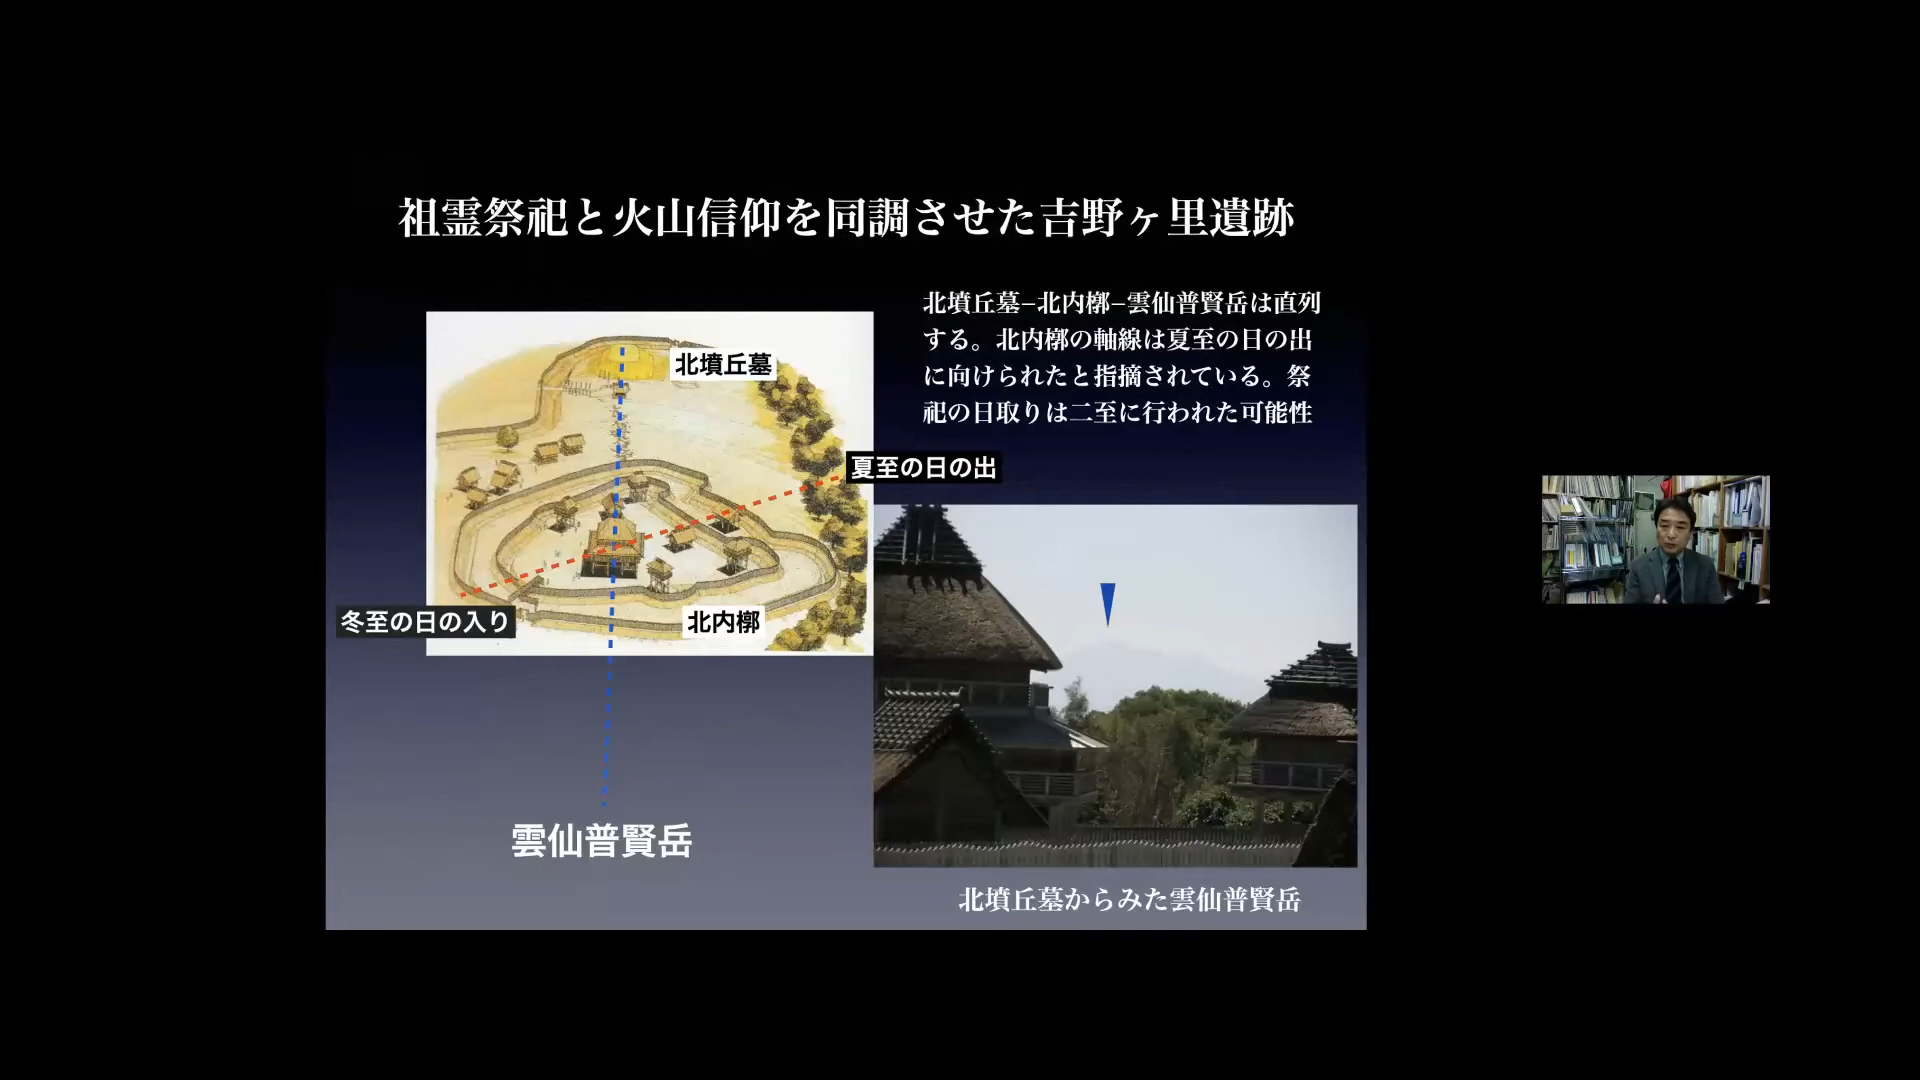 祖霊祭祀と火山信仰を同調させた吉野ヶ里遺跡
北墳丘墓–北内槨–雲仙普賢岳は直列
する。北内槨の軸線は夏至の日の出
に向けられたと指摘されている。祭
祀の日取りは二至に行われた可能性
北墳丘墓
夏至の日の出
冬至の日の入り
北内槨
雲仙普賢岳
北墳丘墓からみた雲仙普賢岳